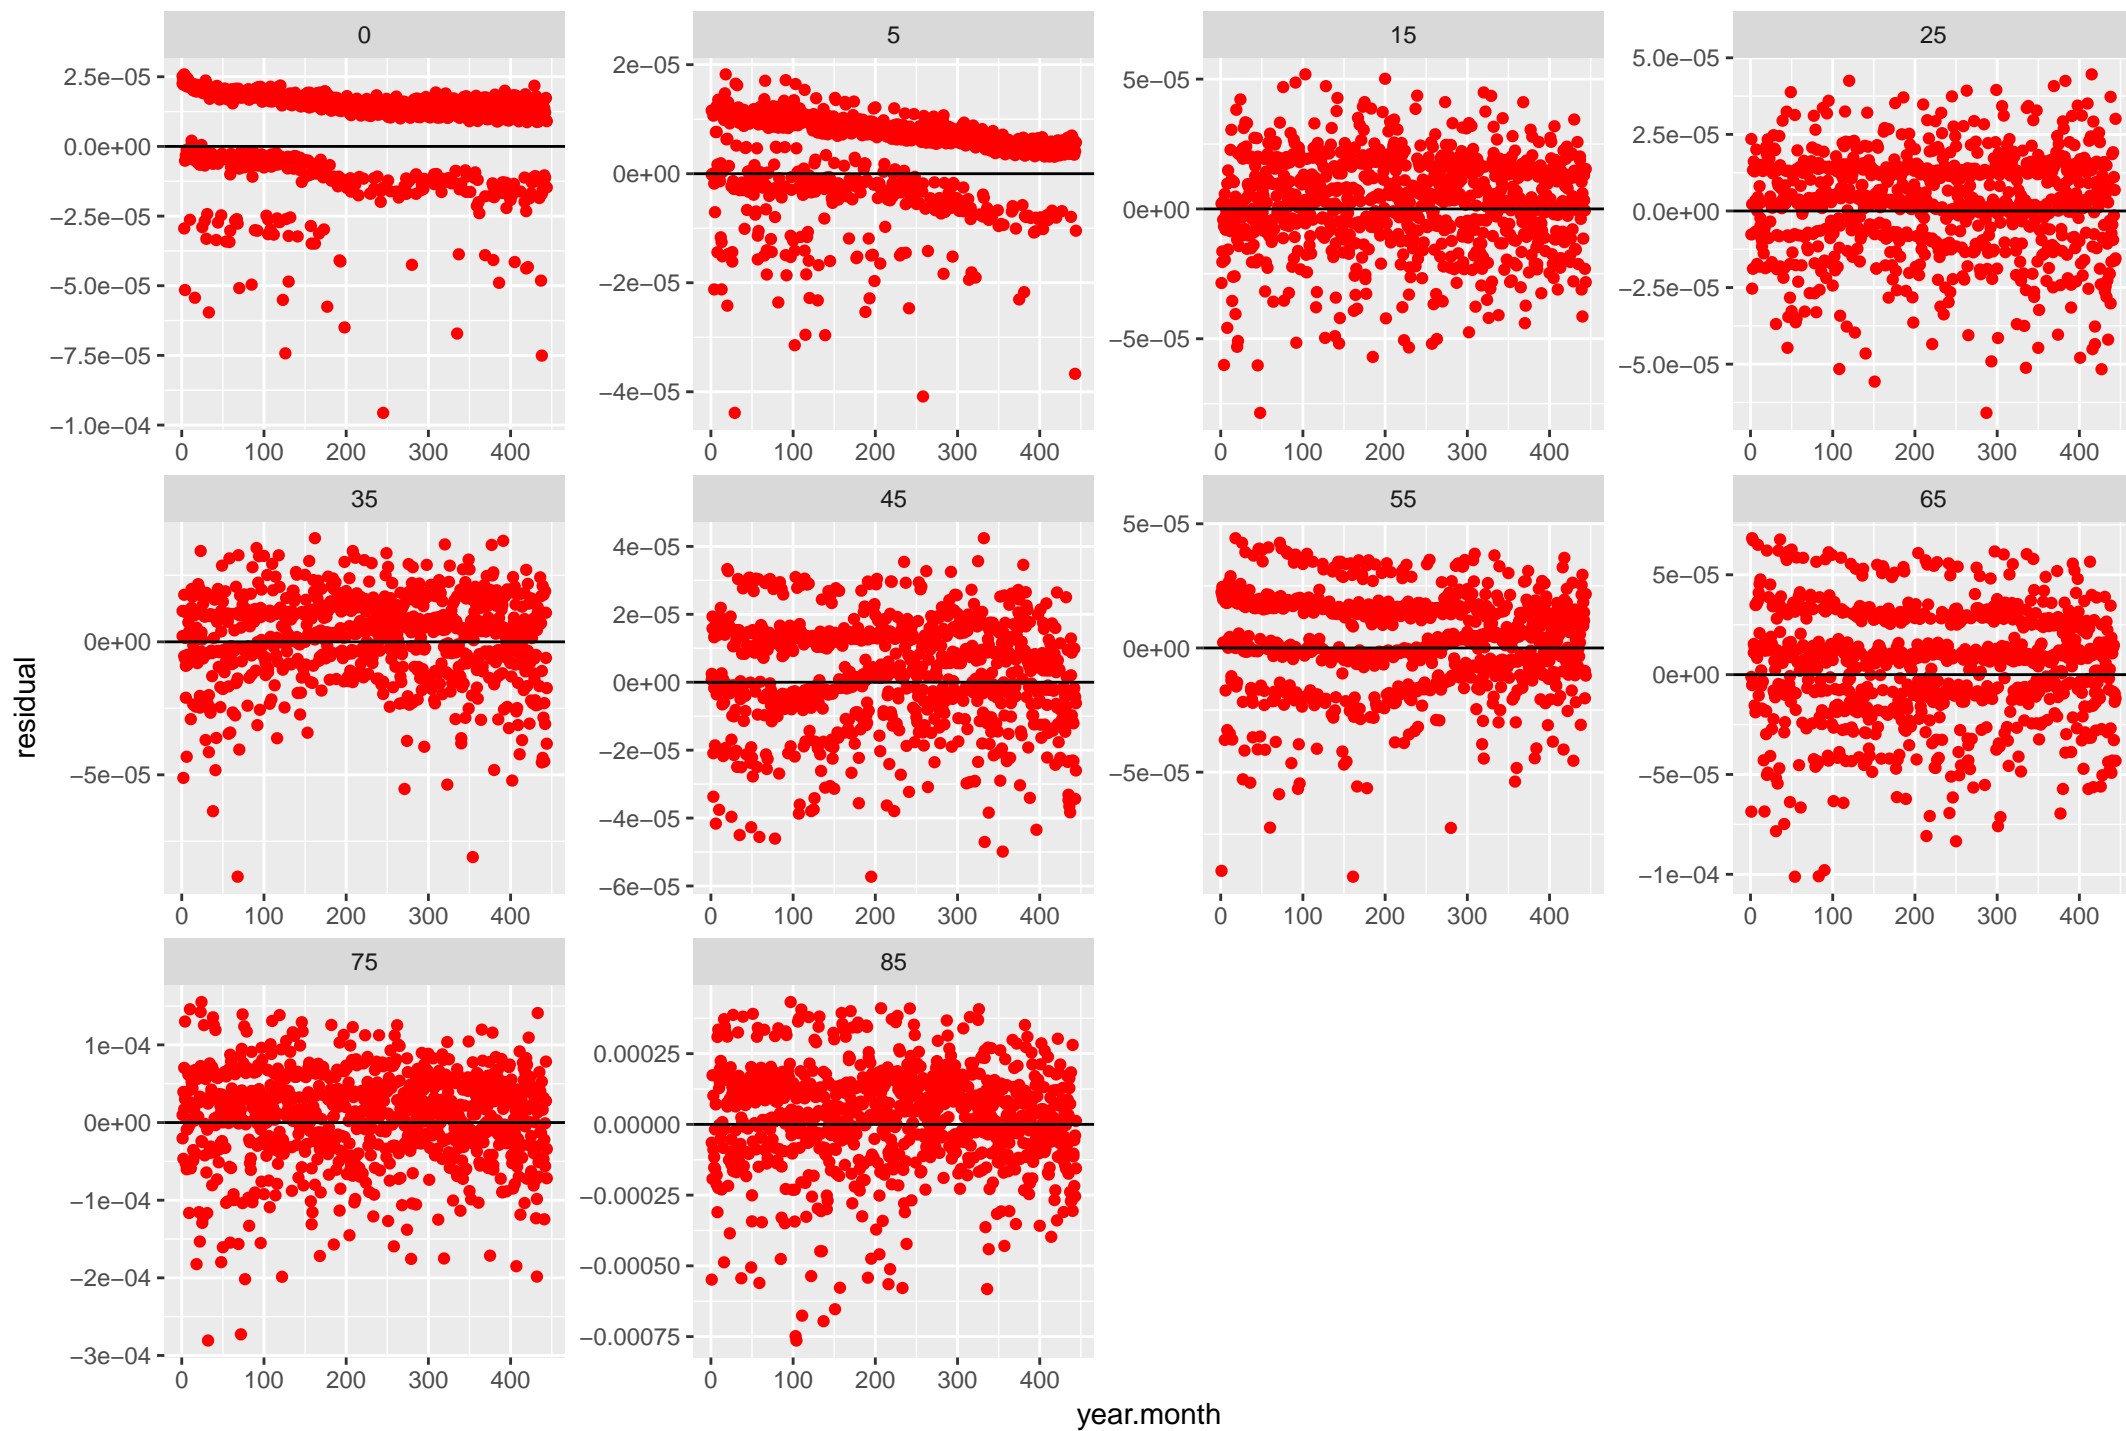 0
5
15
25
2.5e−05
0.0e+00
−2.5e−05
−5.0e−05
−7.5e−05
−1.0e−04
0 100 200 300 400
2e−05
0e+00
−2e−05
−4e−05
0 100 200 300 400
5e−05
0e+00
−5e−05
0 100 200 300 400
5.0e−05
2.5e−05
0.0e+00
−2.5e−05
−5.0e−05
0 100 200 300 400
35
45
55
65
0e+00
−5e−05
0 100 200 300 400
4e−05
2e−05
0e+00
−2e−05
−4e−05
−6e−05
0 100 200 300 400
5e−05
0e+00
−5e−05
0 100 200 300 400
5e−05
0e+00
−5e−05
−1e−04
0 100 200 300 400
75
85
1e−04
0e+00
−1e−04
−2e−04
−3e−04
0 100 200 300 400
0.00025
0.00000
−0.00025
−0.00050
−0.00075
0 100 200 300 400
residual
year.month